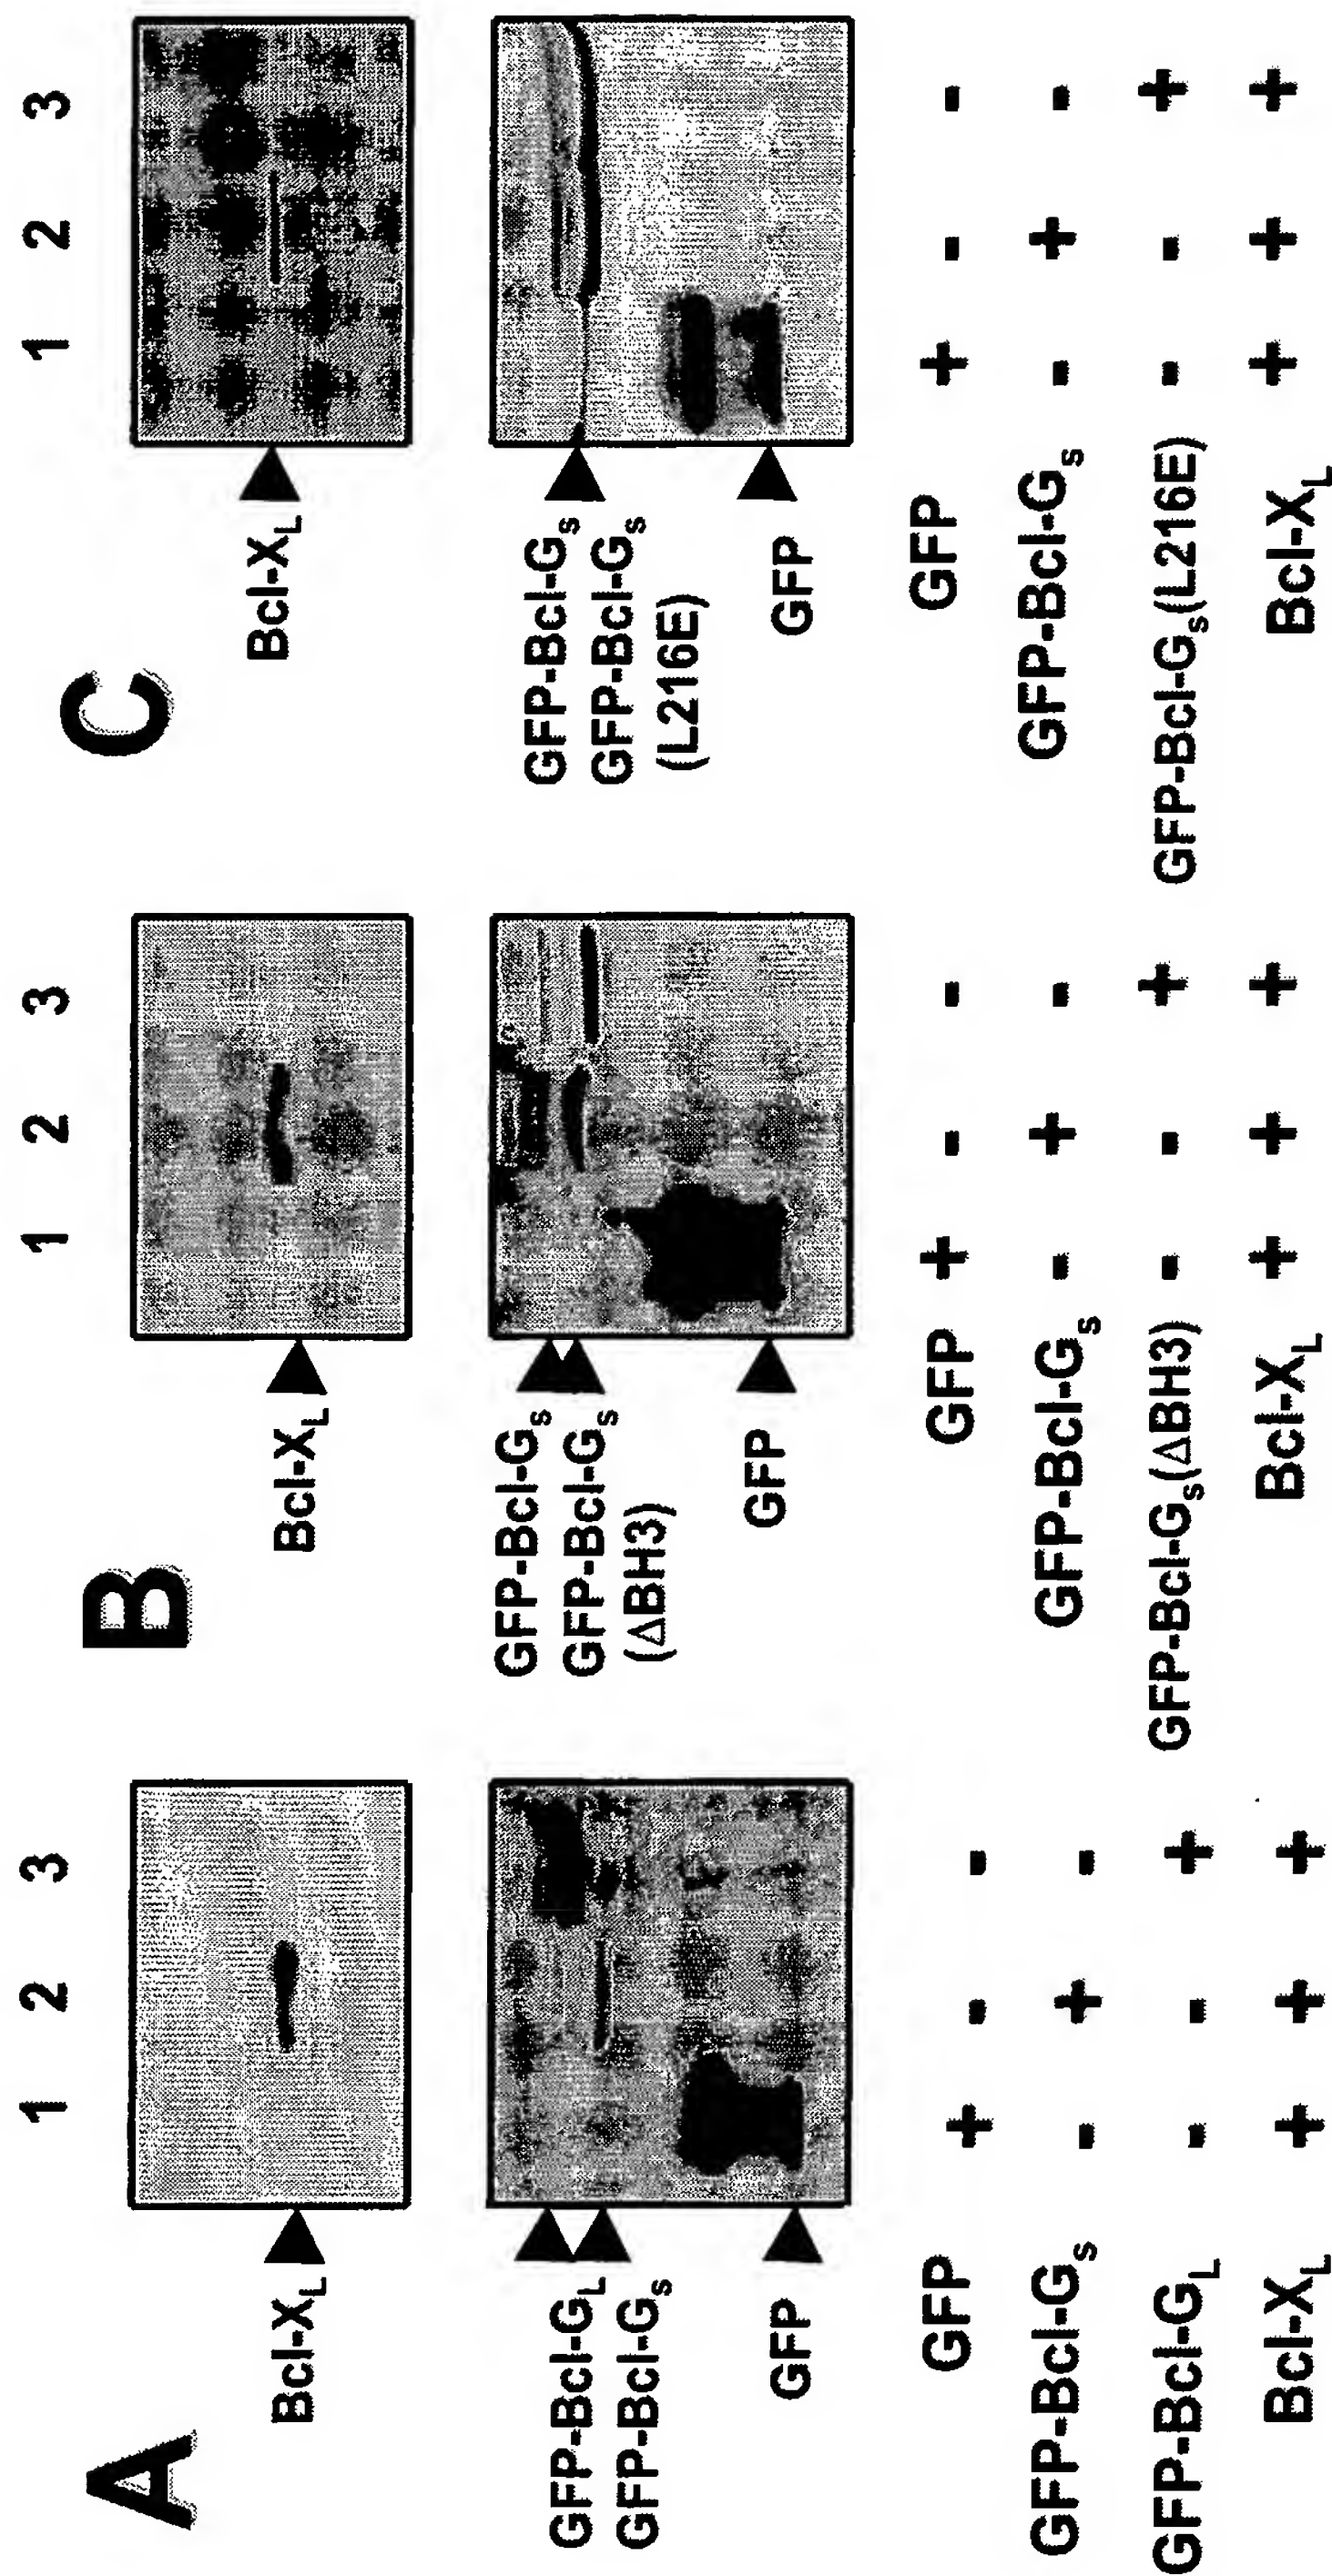 A
1 2 3
Bcl-XL
GFP-Bcl-GL
GFP-Bcl-Gs
GFP
GFP + - -
GFP-Bcl-Gs - + -
GFP-Bcl-GL - - +
Bcl-XL + + +
B
1 2 3
Bcl-XL
GFP-Bcl-Gs
GFP-Bcl-Gs
(ΔBH3)
GFP
GFP + - -
GFP-Bcl-Gs - + -
GFP-Bcl-Gs(ΔBH3) - - +
Bcl-XL + + +
C
1 2 3
Bcl-XL
GFP-Bcl-Gs
GFP-Bcl-Gs
(L216E)
GFP
GFP + - -
GFP-Bcl-Gs - + -
GFP-Bcl-Gs(L216E) - - +
Bcl-XL + + +